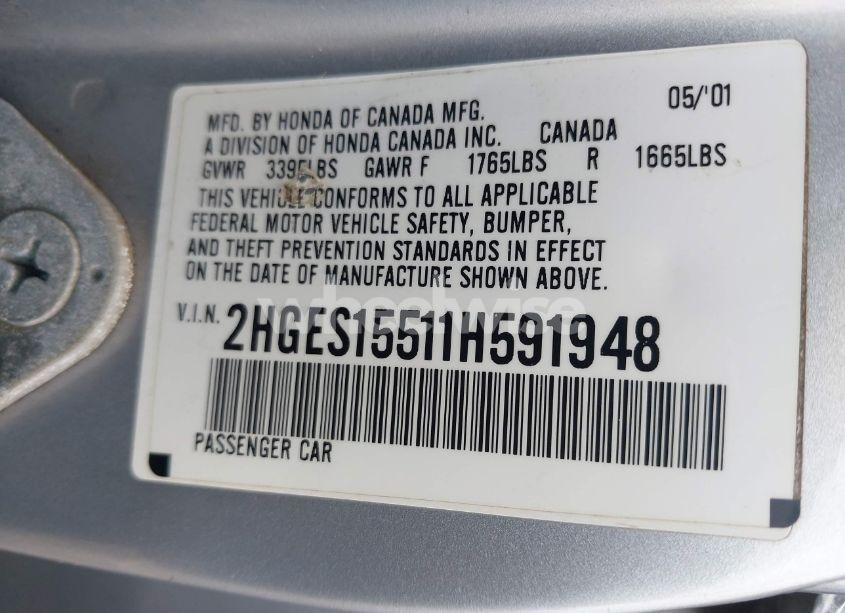 05/'01
MFD. BY HONDA OF CANADA MFG.
A DIVISION OF HONDA CANADA INC. CANADA
GVWR 3395LBS GAWR F 1765LBS R 1665LBS
THIS VEHICLE CONFORMS TO ALL APPLICABLE
FEDERAL MOTOR VEHICLE SAFETY, BUMPER,
AND THEFT PREVENTION STANDARDS IN EFFECT
ON THE DATE OF MANUFACTURE SHOWN ABOVE.
wheelwise
V.I.N. 2HGES15511H591948
PASSENGER CAR